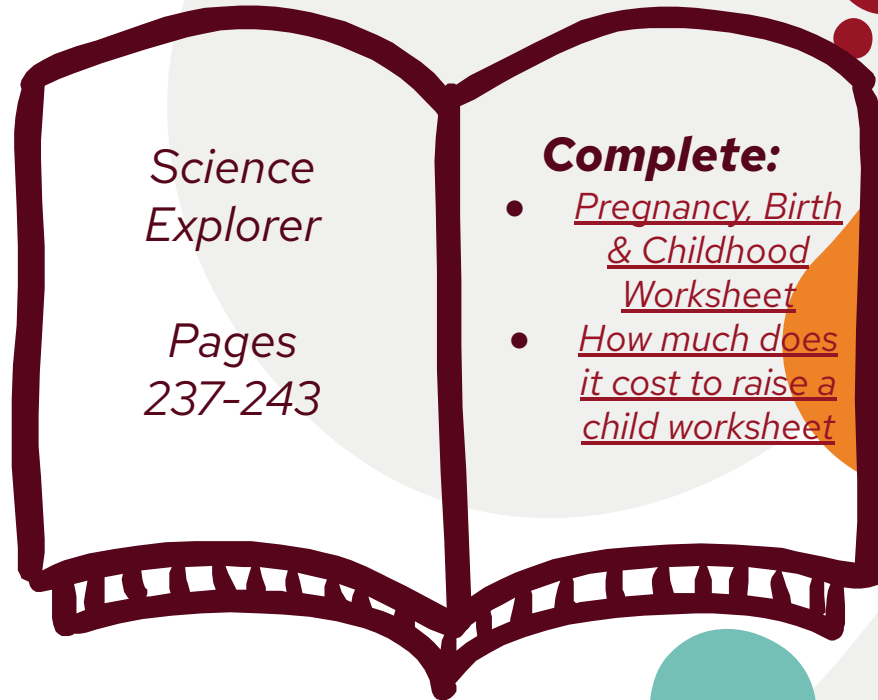 Science
Explorer
Pages
237-243
Complete:
● Pregnancy, Birth
& Childhood
Worksheet
● How much does
it cost to raise a
child worksheet